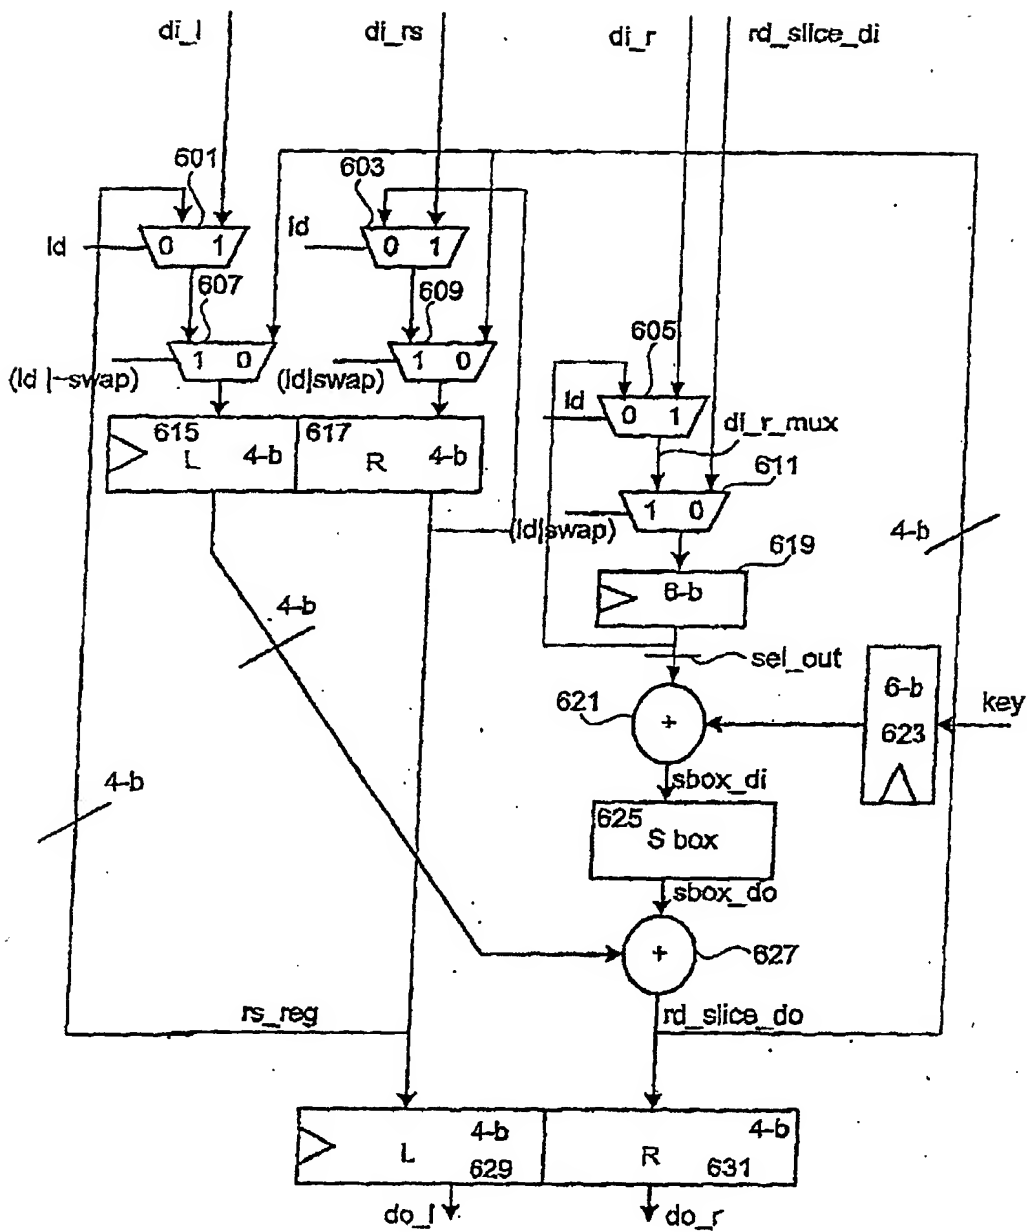 di_l
di_rs
di_r
rd_slice_di
601
603
ld
0 1
ld
0 1
607
609
605
1 0
1 0
(ld |~swap)
(ld|swap)
ld
0 1
di_r_mux
615
L
4-b
617
R
4-b
611
1 0
(ld|swap)
4-b
619
6-b
4-b
sel_out
6-b
623
key
621
+
sbox_di
4-b
625
S box
sbox_do
+
627
rs_reg
rd_slice_do
4-b
L
629
4-b
R
631
do_l
do_r